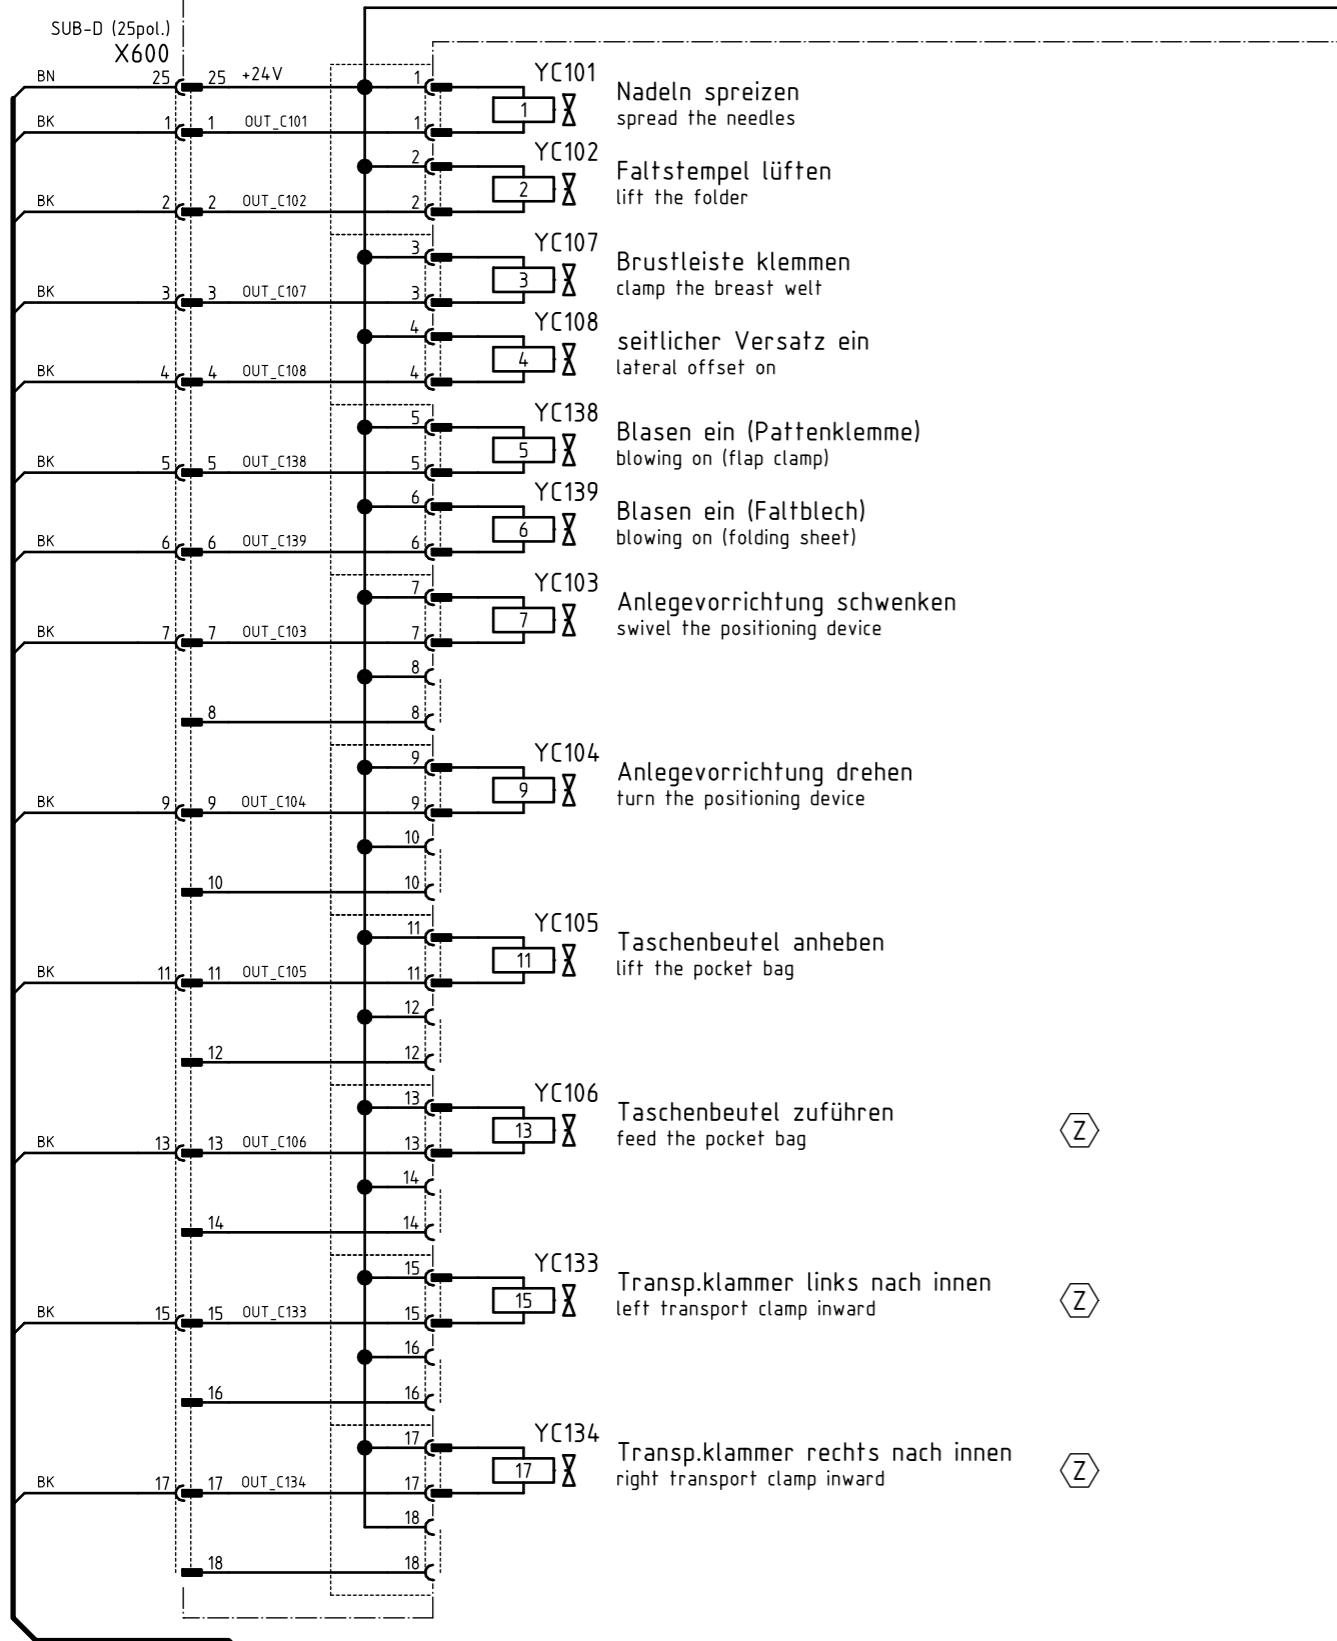 SUB-D (25pol.)
X600
BN 25 25 +24V 1 YC101
1 Nadeln spreizen
spread the needles
BK 1 1 OUT_C101 1
2 YC102
2 Faltstempel lüften
lift the folder
BK 2 2 OUT_C102 2
3 YC107
3 Brustleiste klemmen
clamp the breast welt
BK 3 3 OUT_C107 3
4 YC108
4 seitlicher Versatz ein
lateral offset on
BK 4 4 OUT_C108 4
5 YC138
5 Blasen ein (Pattenklemme)
blowing on (flap clamp)
BK 5 5 OUT_C138 5
6 YC139
6 Blasen ein (Faltblech)
blowing on (folding sheet)
BK 6 6 OUT_C139 6
7 YC103
7 Anlegevorrichtung schwenken
swivel the positioning device
BK 7 7 OUT_C103 7
8
8 8
9 YC104
9 Anlegevorrichtung drehen
turn the positioning device
BK 9 9 OUT_C104 9
10
10 10
11 YC105
11 Taschenbeutel anheben
lift the pocket bag
BK 11 11 OUT_C105 11
12
12 12
13 YC106
13 Taschenbeutel zuführen Z
feed the pocket bag
BK 13 13 OUT_C106 13
14
14 14
15 YC133
15 Transp.klammer links nach innen Z
left transport clamp inward
BK 15 15 OUT_C133 15
16
16 16
17 YC134
17 Transp.klammer rechts nach innen Z
right transport clamp inward
BK 17 17 OUT_C134 17
18
18 18